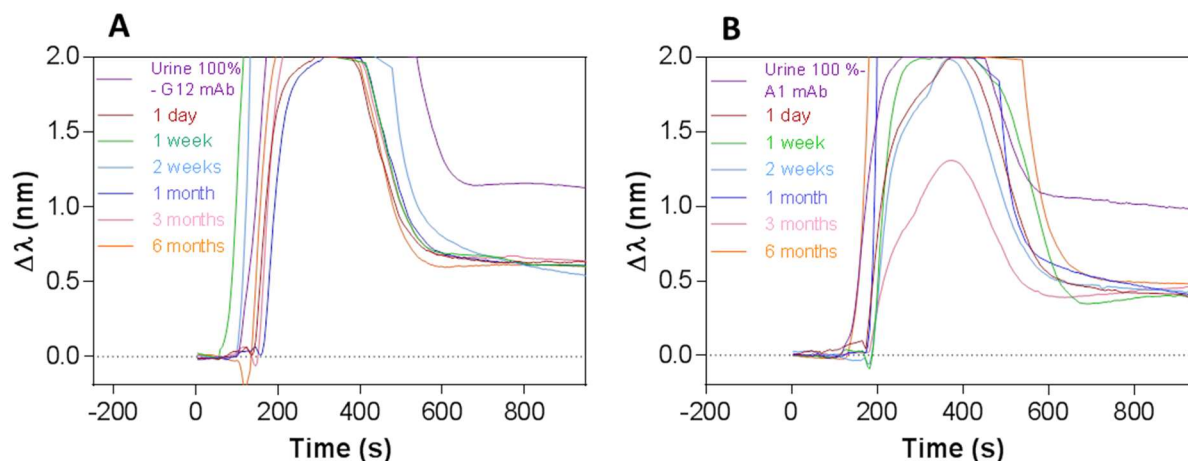 A
2.0
1.5
1.0
0.5
0.0
Δλ (nm)
Urine 100%
- G12 mAb
1 day
1 week
2 weeks
1 month
3 months
6 months
-200
0
200
400
600
800
Time (s)
B
2.0
1.5
1.0
0.5
0.0
Δλ (nm)
Urine 100 %-
A1 mAb
1 day
1 week
2 weeks
1 month
3 months
6 months
-200
0
200
400
600
800
Time (s)